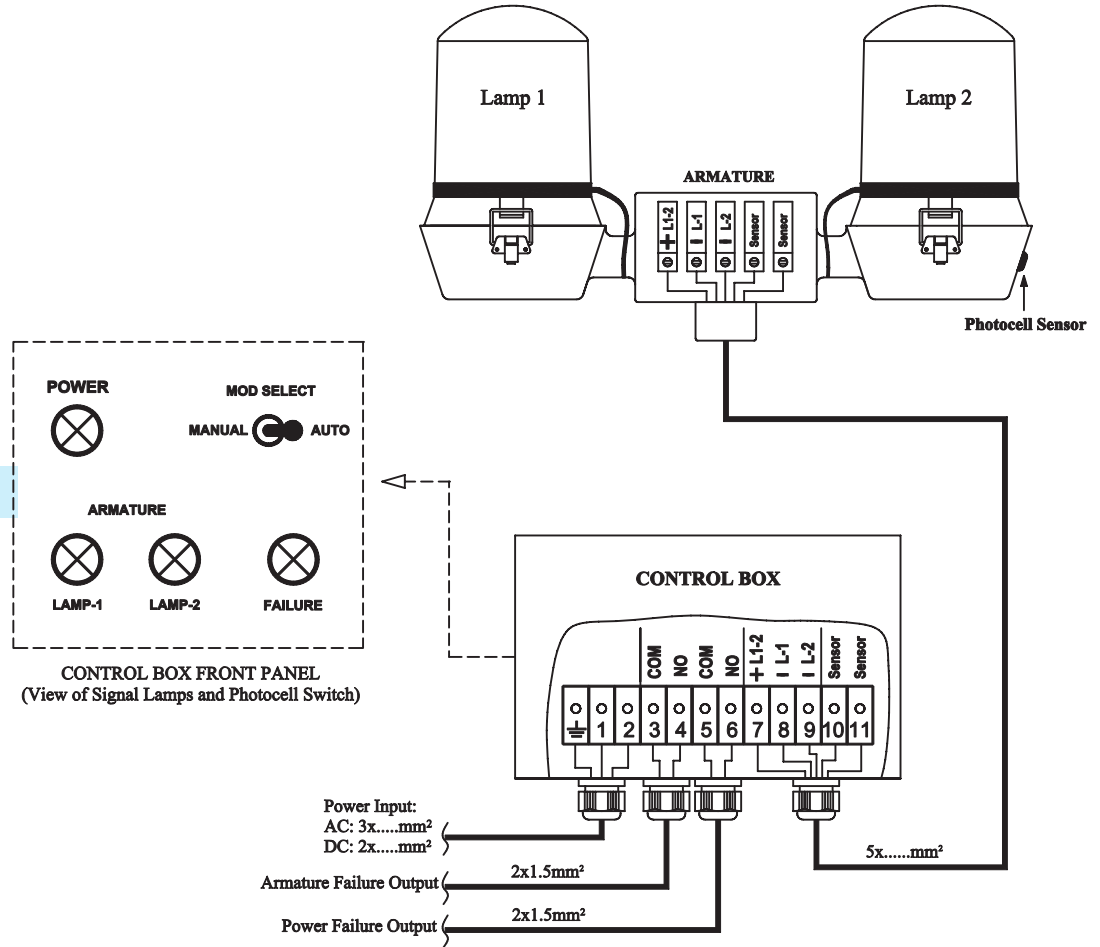 Lamp 1
Lamp 2
ARMATURE
+ L1-2
– L-1
– L-2
Sensor
Sensor
Photocell Sensor
POWER
MOD SELECT
MANUAL
AUTO
ARMATURE
LAMP-1
LAMP-2
FAILURE
CONTROL BOX FRONT PANEL
(View of Signal Lamps and Photocell Switch)
CONTROL BOX
COM
NO
COM
NO
+ L1-2
– L-1
– L-2
Sensor
Sensor
1 2 3 4 5 6 7 8 9 10 11
Power Input:
AC: 3x.....mm²
DC: 2x.....mm²
Armature Failure Output
2x1.5mm²
Power Failure Output
2x1.5mm²
5x......mm²